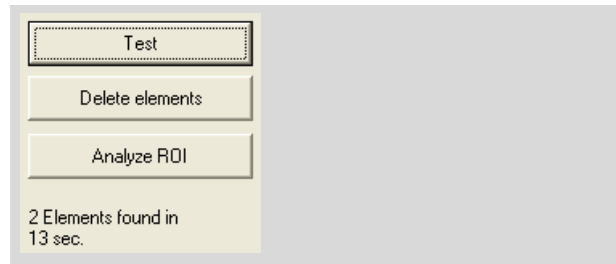 Test
Delete elements
Analyze ROI
2 Elements found in
13 sec.